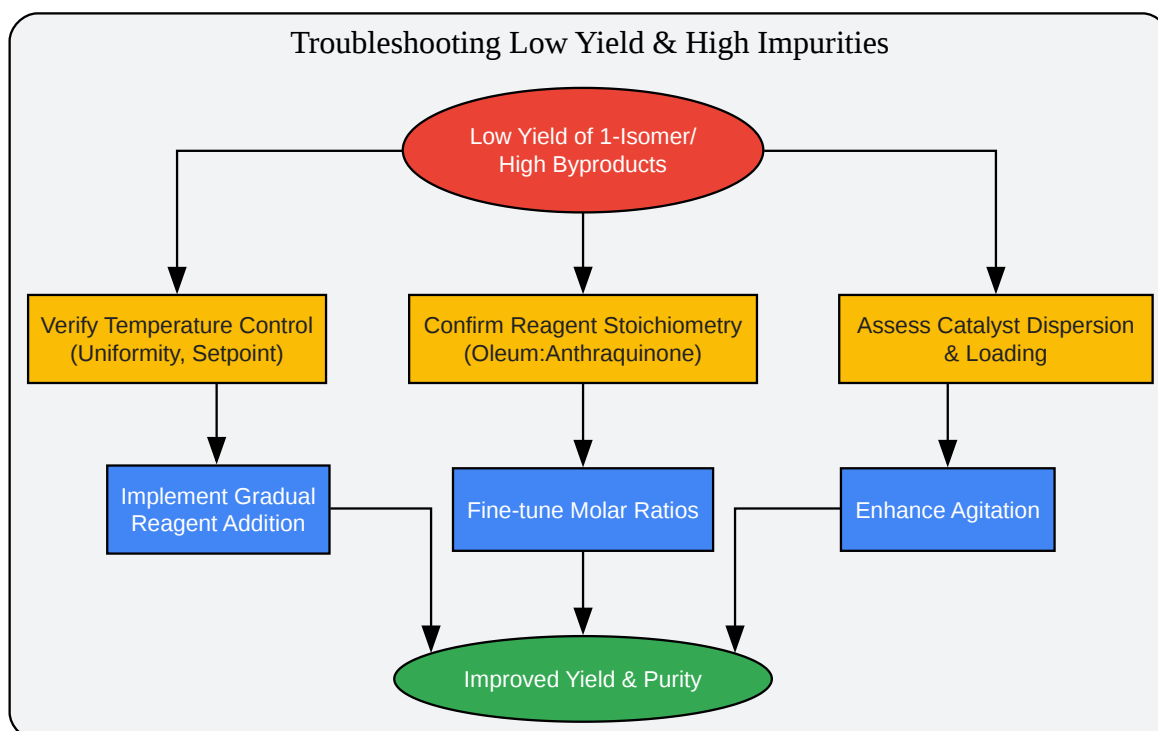 Troubleshooting Low Yield & High Impurities
Low Yield of 1-Isomer/
High Byproducts
Verify Temperature Control
(Uniformity, Setpoint)
Confirm Reagent Stoichiometry
(Oleum:Anthraquinone)
Assess Catalyst Dispersion
& Loading
Implement Gradual
Reagent Addition
Fine-tune Molar Ratios
Enhance Agitation
Improved Yield & Purity